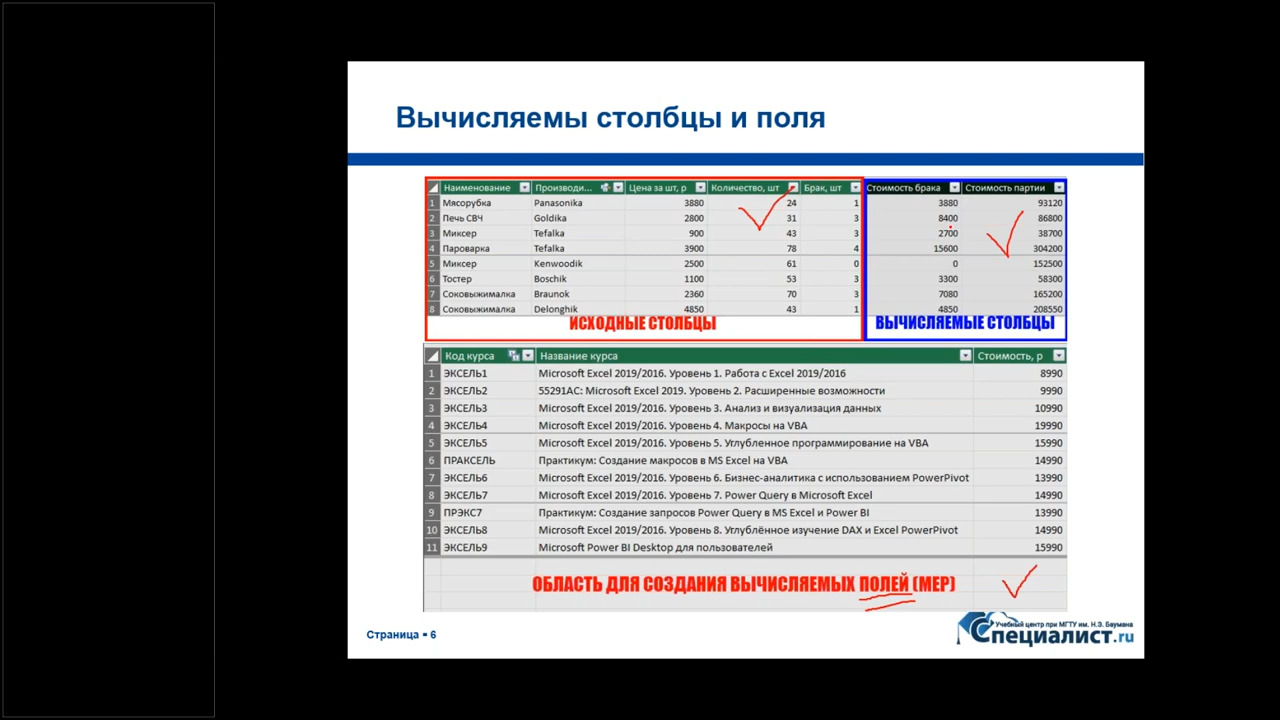 Вычисляемы столбцы и поля
Наименование Производи... Цена за шт, р Количество, шт Брак, шт Стоимость брака Стоимость партии
1 Мясорубка Panasonika 3880 24 1 3880 93120
2 Печь СВЧ Goldika 2800 31 3 8400 86800
3 Миксер Tefalka 900 43 3 2700 38700
4 Пароварка Tefalka 3900 78 4 15600 304200
5 Миксер Kenwoodik 2500 61 0 0 152500
6 Тостер Boschik 1100 53 3 3300 58300
7 Соковыжималка Braunok 2360 70 3 7080 165200
8 Соковыжималка Delonghik 4850 43 1 4850 208550
ИСХОДНЫЕ СТОЛБЦЫ ВЫЧИСЛЯЕМЫЕ СТОЛБЦЫ
Код курса Название курса Стоимость, р
1 ЭКСЕЛЬ1 Microsoft Excel 2019/2016. Уровень 1. Работа с Excel 2019/2016 8990
2 ЭКСЕЛЬ2 55291AC: Microsoft Excel 2019. Уровень 2. Расширенные возможности 9990
3 ЭКСЕЛЬ3 Microsoft Excel 2019/2016. Уровень 3. Анализ и визуализация данных 10990
4 ЭКСЕЛЬ4 Microsoft Excel 2019/2016. Уровень 4. Макросы на VBA 19990
5 ЭКСЕЛЬ5 Microsoft Excel 2019/2016. Уровень 5. Углубленное программирование на VBA 15990
6 ПРАКСЕЛЬ Практикум: Создание макросов в MS Excel на VBA 14990
7 ЭКСЕЛЬ6 Microsoft Excel 2019/2016. Уровень 6. Бизнес-аналитика с использованием PowerPivot 13990
8 ЭКСЕЛЬ7 Microsoft Excel 2019/2016. Уровень 7. Power Query в Microsoft Excel 14990
9 ПРЭКС7 Практикум: Создание запросов Power Query в MS Excel и Power BI 13990
10 ЭКСЕЛЬ8 Microsoft Excel 2019/2016. Уровень 8. Углублённое изучение DAX и Excel PowerPivot 14990
11 ЭКСЕЛЬ9 Microsoft Power BI Desktop для пользователей 15990
ОБЛАСТЬ ДЛЯ СОЗДАНИЯ ВЫЧИСЛЯЕМЫХ ПОЛЕЙ (МЕР)
Страница ▪ 6
Учебный центр при МГТУ им. Н.Э. Баумана
Специалист.ru